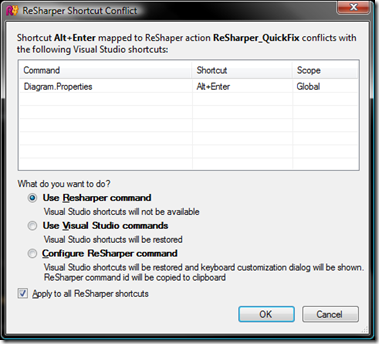 ReSharper Shortcut Conflict
Shortcut Alt+Enter mapped to ReShaper action ReSharper_QuickFix conflicts with
the following Visual Studio shortcuts:
Command Shortcut Scope
Diagram.Properties Alt+Enter Global
What do you want to do?
Use Resharper command
Visual Studio shortcuts will not be available
Use Visual Studio commands
Visual Studio shortcuts will be restored
Configure ReSharper command
Visual Studio shortcuts will be restored and keyboard customization dialog will be shown.
ReSharper command id will be copied to clipboard
Apply to all ReSharper shortcuts
OK Cancel